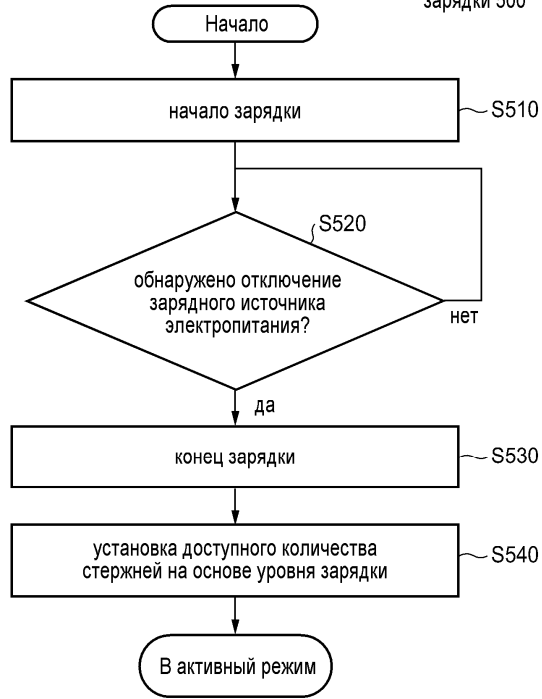 зарядки 500
Начало
начало зарядки
S510
S520
обнаружено отключение
зарядного источника
электропитания?
нет
да
конец зарядки
S530
установка доступного количества
стержней на основе уровня зарядки
S540
В активный режим